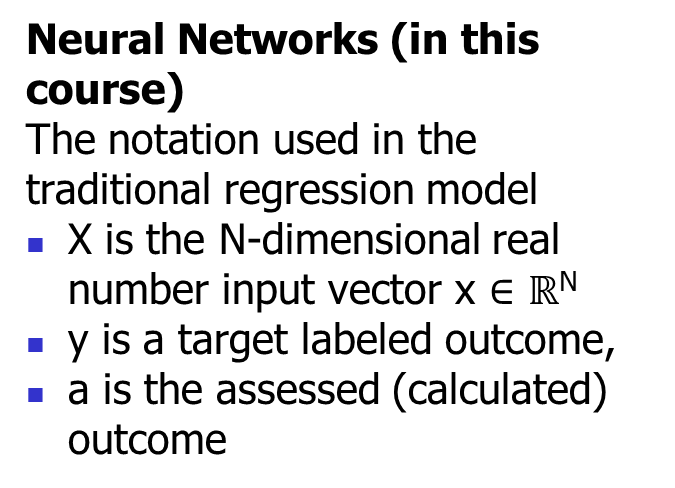 Neural Networks (in this
course)
The notation used in the
traditional regression model
▪ X is the N-dimensional real
number input vector x ∈ ℝᴺ
▪ y is a target labeled outcome,
▪ a is the assessed (calculated)
outcome